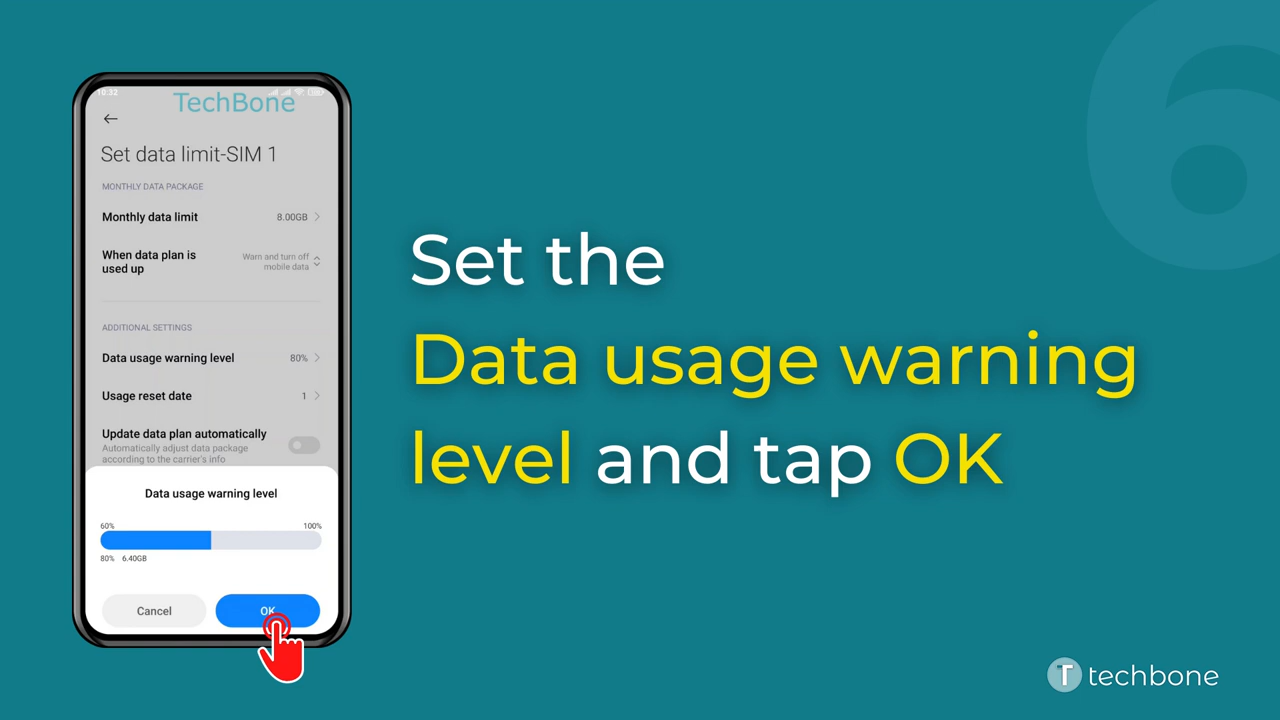 6
10:32
TechBone
Set data limit-SIM 1
MONTHLY DATA PACKAGE
Monthly data limit 8.00GB
When data plan is
used up
Warn and turn off
mobile data
ADDITIONAL SETTINGS
Data usage warning level 80%
Usage reset date 1
Update data plan automatically
Automatically adjust data package
according to the carrier's info
Data usage warning level
60% 100%
80% 6.40GB
Cancel OK
Set the
Data usage warning
level and tap OK
T techbone